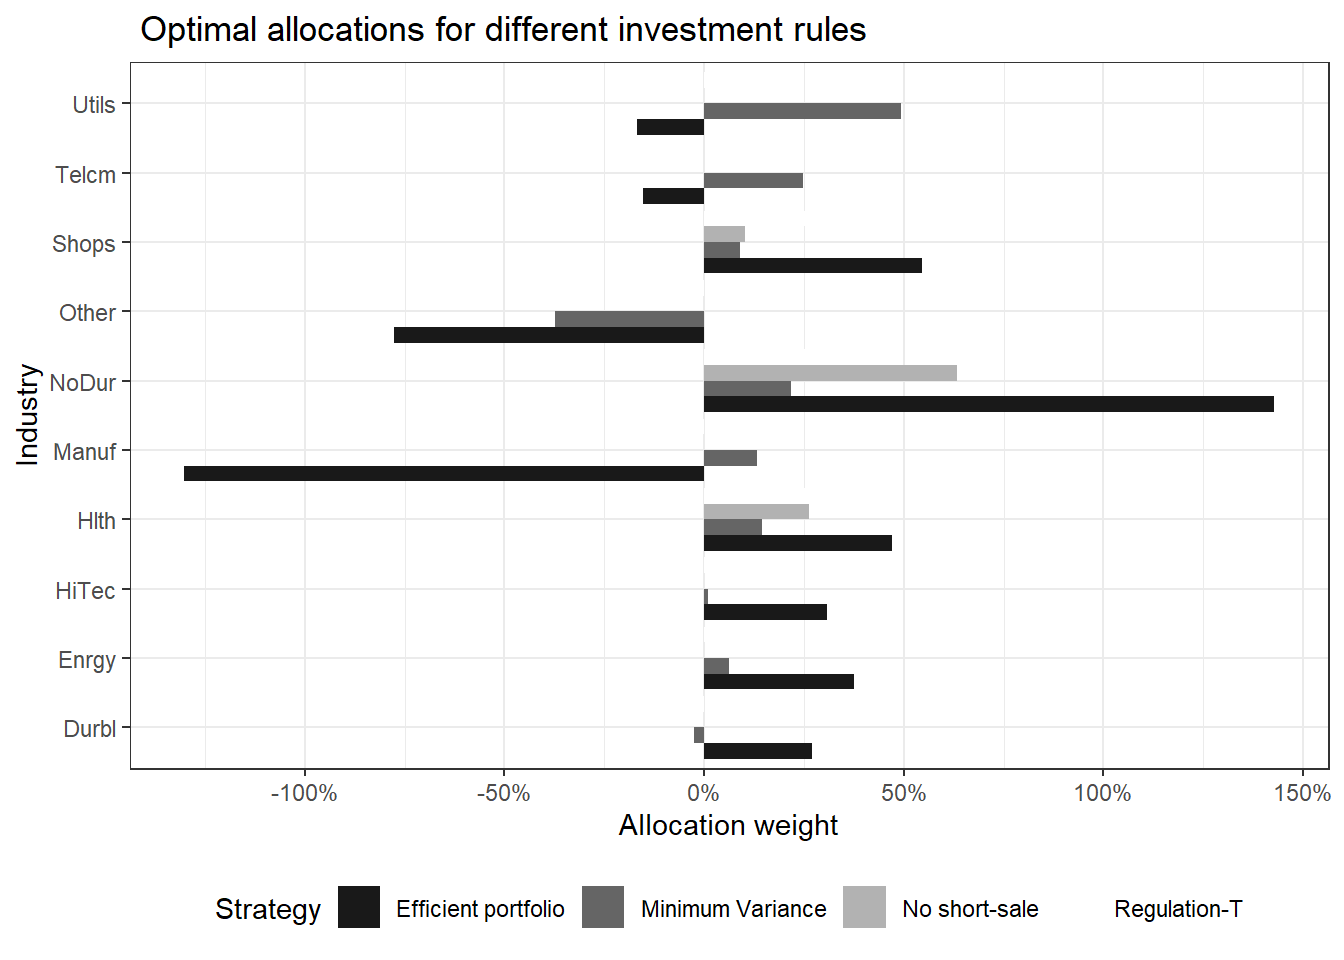 Optimal allocations for different investment rules
Industry
Utils
Telcm
Shops
Other
NoDur
Manuf
Hlth
HiTec
Enrgy
Durbl
-100% -50% 0% 50% 100% 150%
Allocation weight
Strategy Efficient portfolio Minimum Variance No short-sale Regulation-T